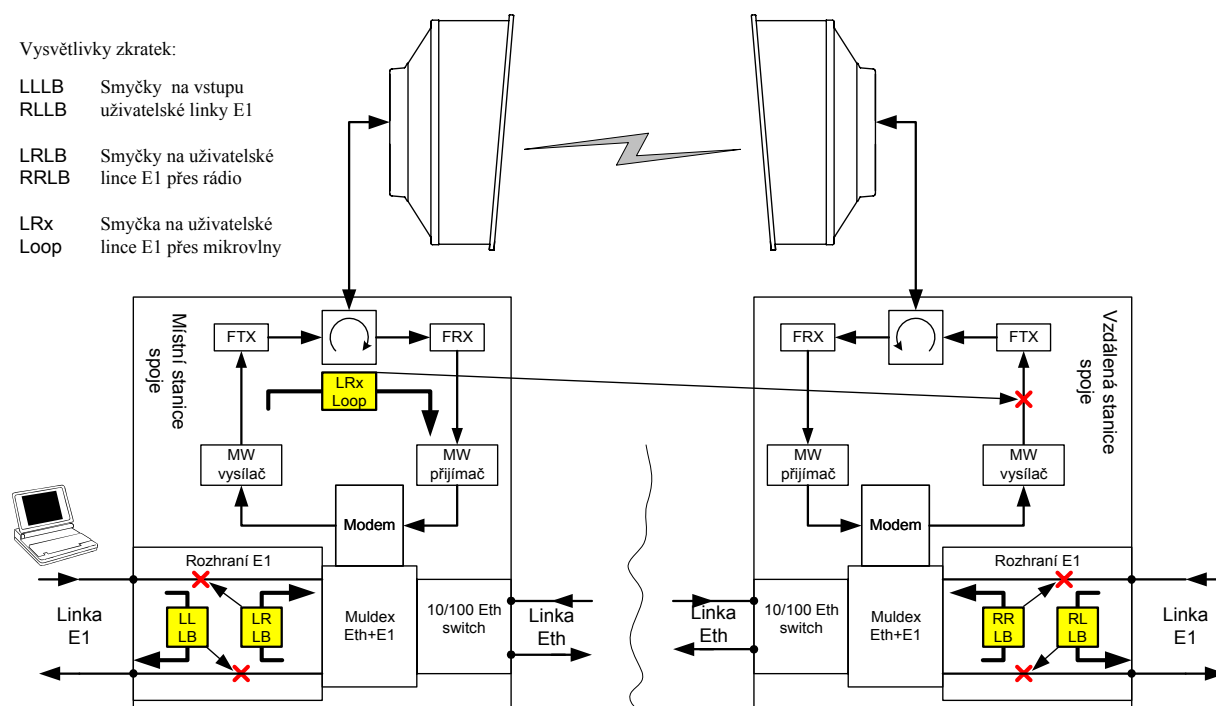 Vysvětlivky zkratek:
LLLB Smyčky na vstupu
RLLB uživatelské linky E1
LRLB Smyčky na uživatelské
RRLB lince E1 přes rádio
LRx Smyčka na uživatelské
Loop lince E1 přes mikrovlny
Místní stanice
spoje
FTX
FRX
LRx
Loop
MW
vysílač
MW
přijímač
Modem
Rozhraní E1
Linka
E1
LL
LB
LR
LB
Muldex
Eth+E1
10/100 Eth
switch
Linka
Eth
Vzdálená stanice
spoje
FRX
FTX
MW
přijímač
MW
vysílač
Modem
Linka
Eth
10/100 Eth
switch
Muldex
Eth+E1
Rozhraní E1
RR
LB
RL
LB
Linka
E1